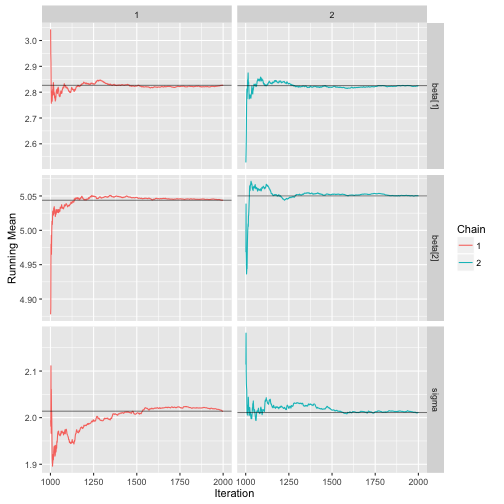 1 2
3.0
2.9
2.8
2.7
2.6
beta[1]
5.05
5.00
4.95
4.90
beta[2]
2.1
2.0
1.9
sigma
Running Mean
1000 1250 1500 1750 2000 1000 1250 1500 1750 2000
Iteration
Chain
1
2